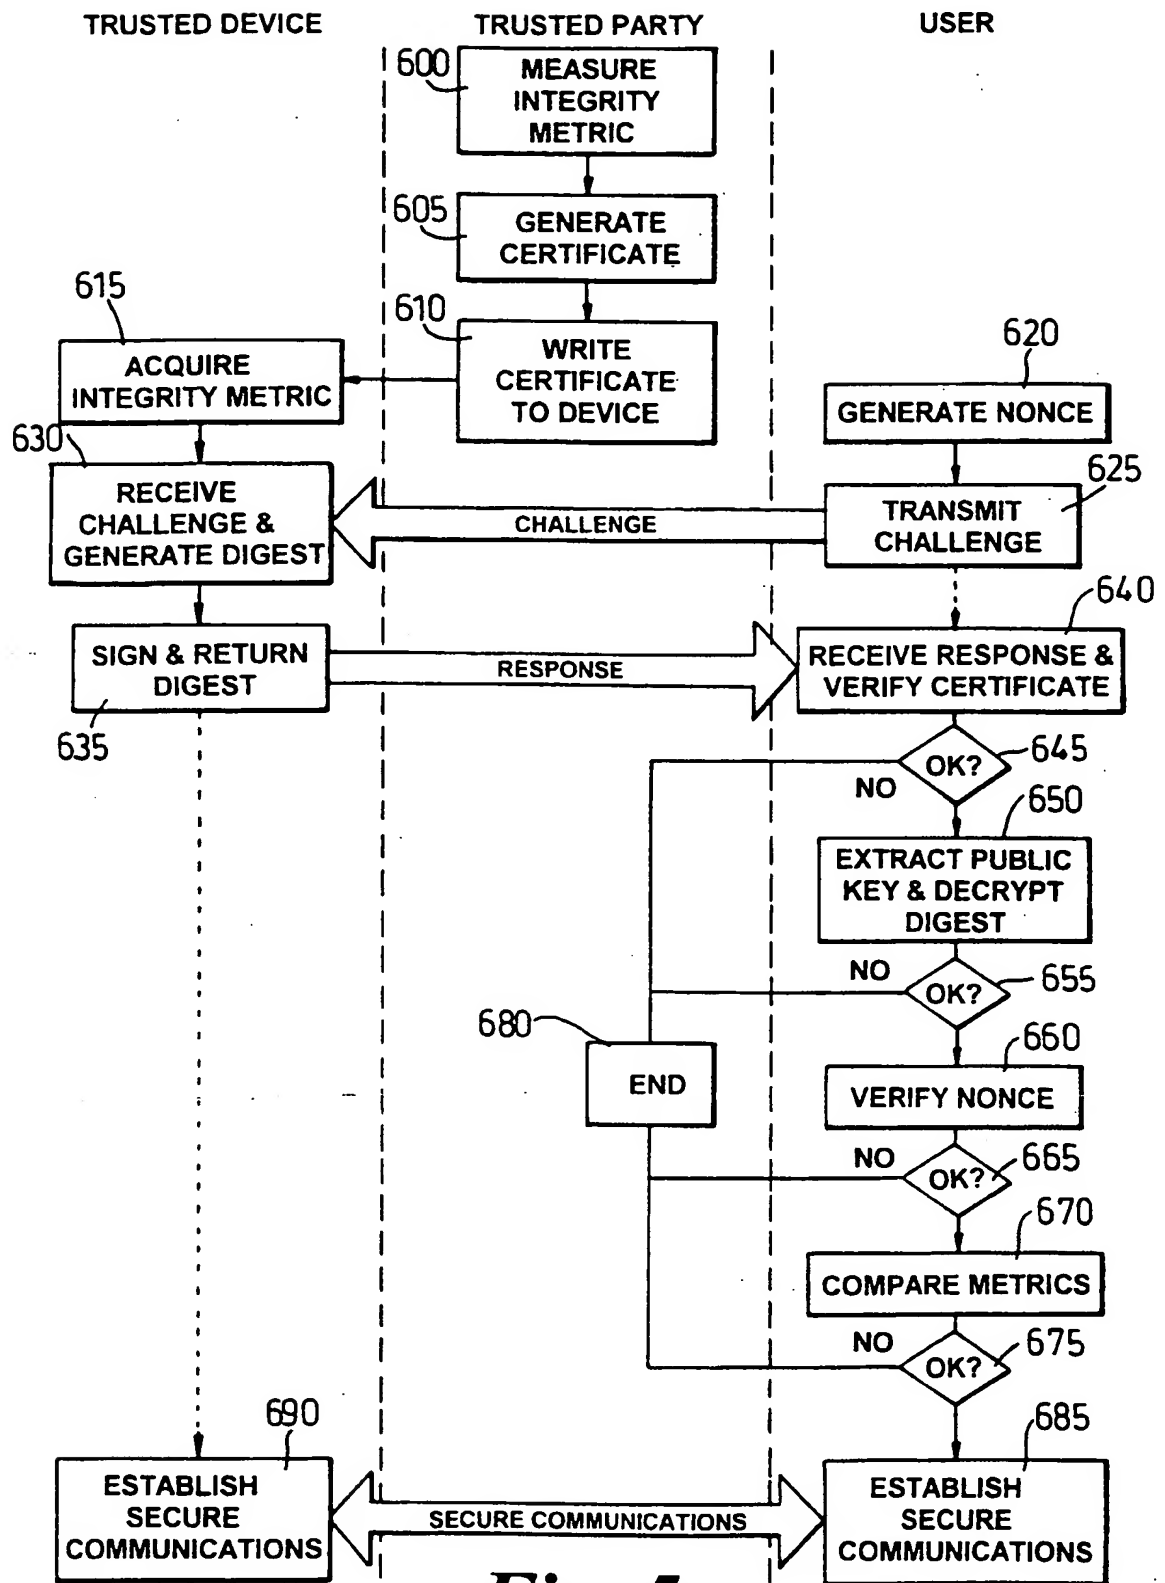 TRUSTED DEVICE
TRUSTED PARTY
USER
600
MEASURE
INTEGRITY
METRIC
605
GENERATE
CERTIFICATE
610
WRITE
CERTIFICATE
TO DEVICE
615
ACQUIRE
INTEGRITY METRIC
620
GENERATE NONCE
630
RECEIVE
CHALLENGE &
GENERATE DIGEST
CHALLENGE
625
TRANSMIT
CHALLENGE
SIGN & RETURN
DIGEST
635
RESPONSE
640
RECEIVE RESPONSE &
VERIFY CERTIFICATE
OK?
645
NO
650
EXTRACT PUBLIC
KEY & DECRYPT
DIGEST
NO
OK?
655
680
END
660
VERIFY NONCE
NO
OK?
665
670
COMPARE METRICS
NO
OK?
675
690
ESTABLISH
SECURE
COMMUNICATIONS
SECURE COMMUNICATIONS
685
ESTABLISH
SECURE
COMMUNICATIONS